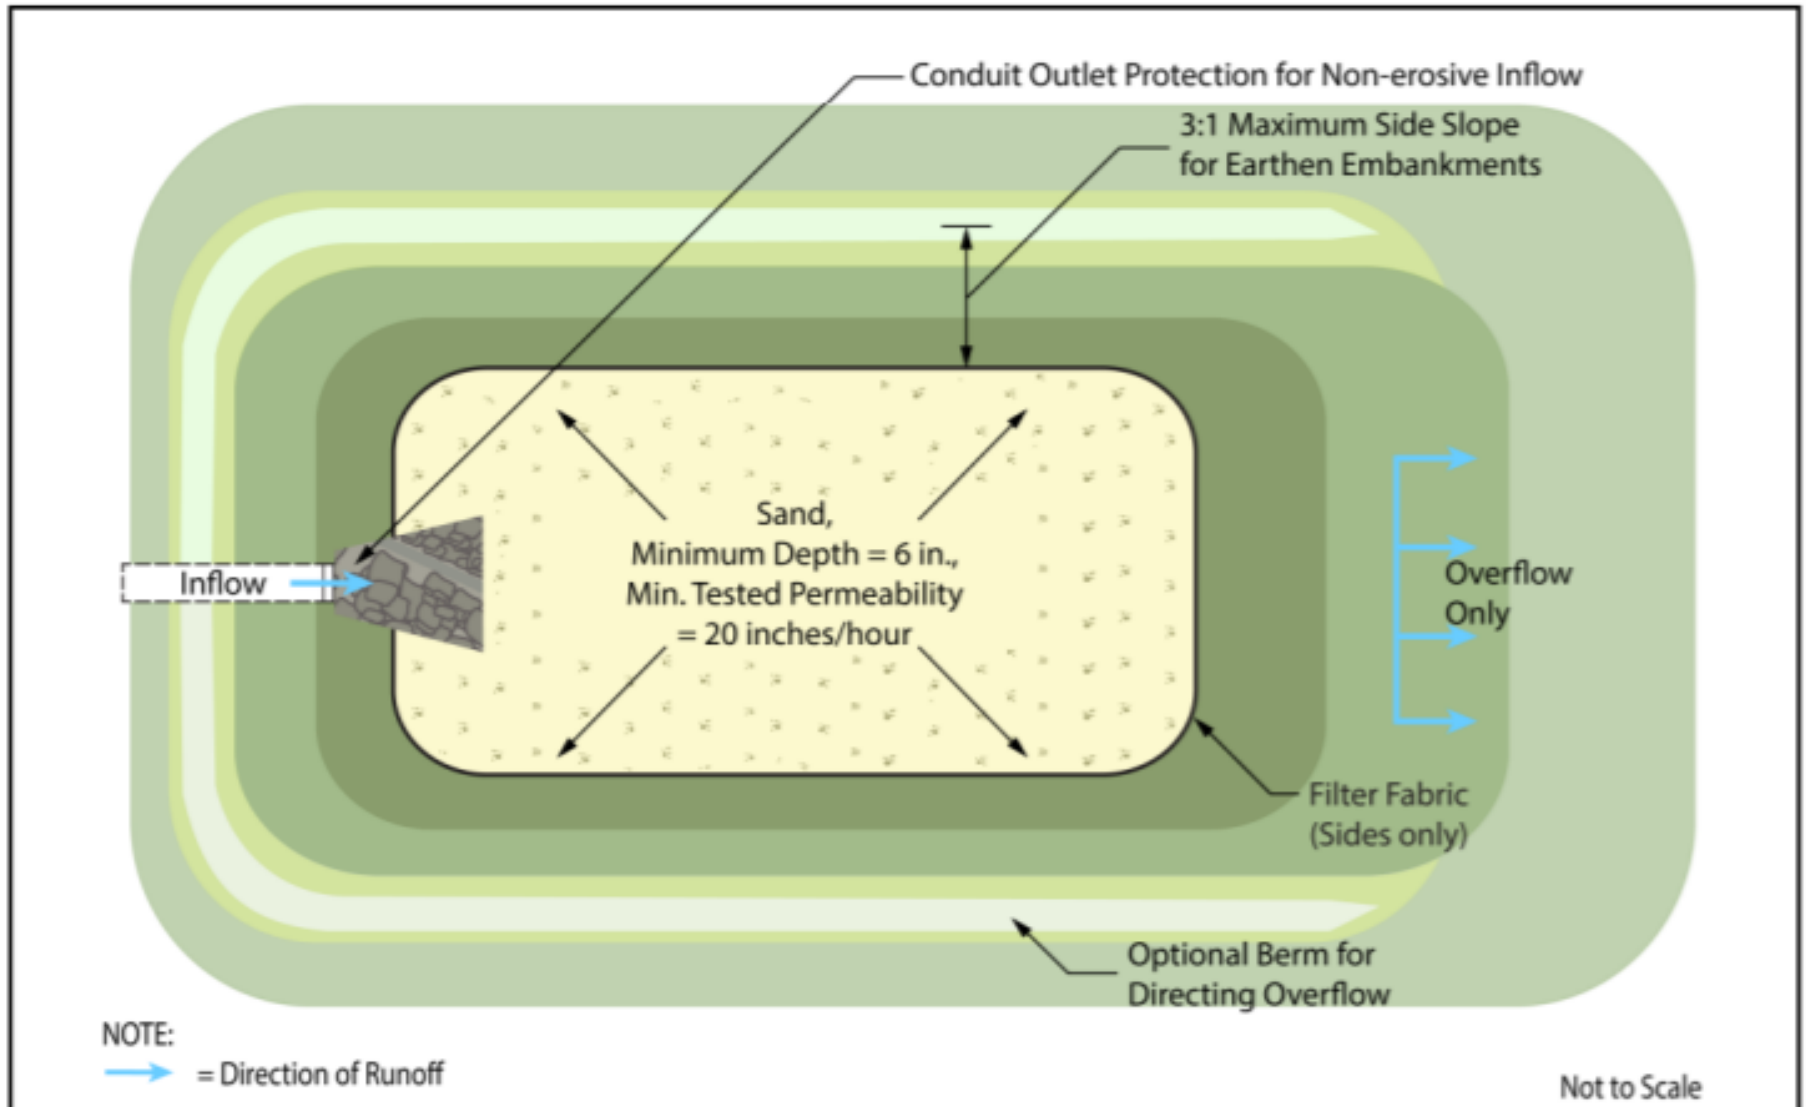 Conduit Outlet Protection for Non-erosive Inflow
3:1 Maximum Side Slope
for Earthen Embankments
Sand,
Minimum Depth = 6 in.,
Min. Tested Permeability
= 20 inches/hour
Inflow
Overflow
Only
Filter Fabric
(Sides only)
Optional Berm for
Directing Overflow
NOTE:
= Direction of Runoff
Not to Scale